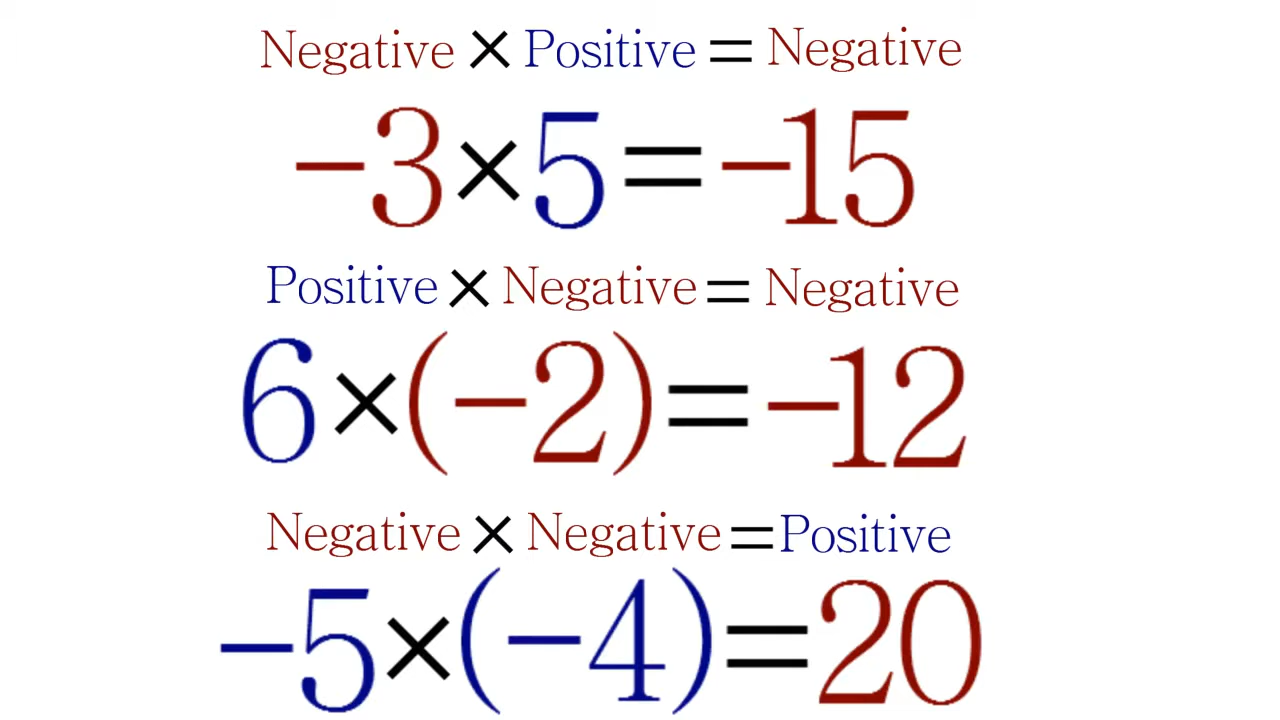 Negative × Positive = Negative
-3 × 5 = -15
Positive × Negative = Negative
6 × (-2) = -12
Negative × Negative = Positive
-5 × (-4) = 20